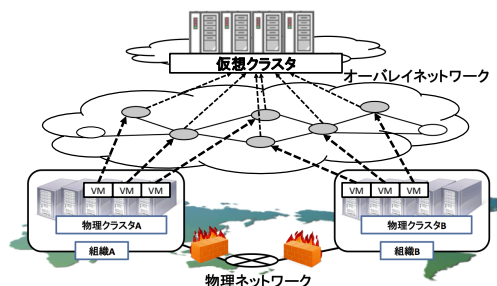 仮想クラスタ
オーバレイネットワーク
VM VM VM
VM VM VM
物理クラスタA
物理クラスタB
組織A
組織B
物理ネットワーク